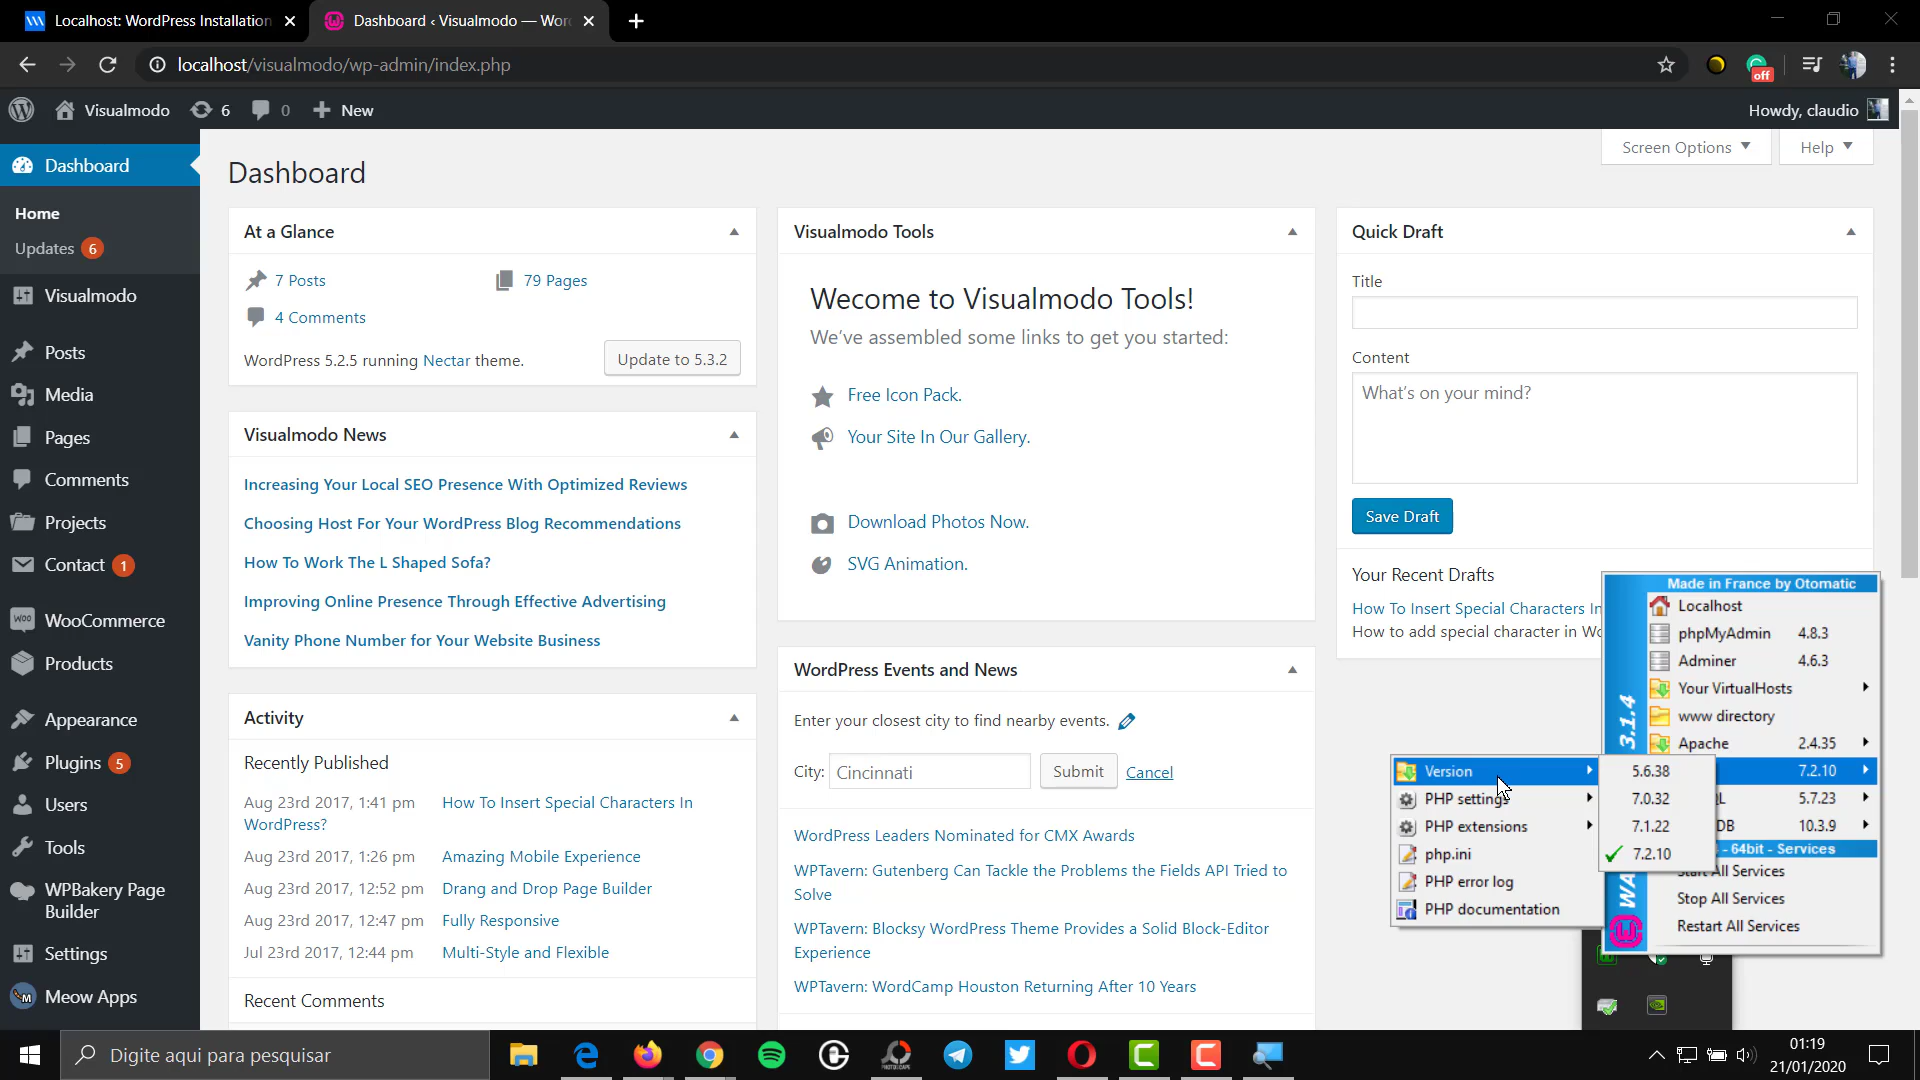 Localhost: WordPress Installation
Dashboard ‹ Visualmodo — Wor
localhost/visualmodo/wp-admin/index.php
off
Visualmodo
6
0
New
Howdy, claudio
Dashboard
Home
Updates 6
Visualmodo
Posts
Media
Pages
Comments
Projects
Contact 1
WooCommerce
Products
Appearance
Plugins 5
Users
Tools
WPBakery Page
Builder
Settings
Meow Apps
Dashboard
Screen Options
Help
At a Glance
7 Posts
79 Pages
4 Comments
WordPress 5.2.5 running Nectar theme.
Update to 5.3.2
Visualmodo News
Increasing Your Local SEO Presence With Optimized Reviews
Choosing Host For Your WordPress Blog Recommendations
How To Work The L Shaped Sofa?
Improving Online Presence Through Effective Advertising
Vanity Phone Number for Your Website Business
Activity
Recently Published
Aug 23rd 2017, 1:41 pm How To Insert Special Characters In
WordPress?
Aug 23rd 2017, 1:26 pm Amazing Mobile Experience
Aug 23rd 2017, 12:52 pm Drang and Drop Page Builder
Aug 23rd 2017, 12:47 pm Fully Responsive
Jul 23rd 2017, 12:44 pm Multi-Style and Flexible
Recent Comments
Visualmodo Tools
Wecome to Visualmodo Tools!
We've assembled some links to get you started:
Free Icon Pack.
Your Site In Our Gallery.
Download Photos Now.
SVG Animation.
WordPress Events and News
Enter your closest city to find nearby events.
City: Cincinnati Submit Cancel
WordPress Leaders Nominated for CMX Awards
WPTavern: Gutenberg Can Tackle the Problems the Fields API Tried to
Solve
WPTavern: Blocksy WordPress Theme Provides a Solid Block-Editor
Experience
WPTavern: WordCamp Houston Returning After 10 Years
Quick Draft
Title
Content
What's on your mind?
Save Draft
Your Recent Drafts
How To Insert Special Characters In
How to add special character in Wo
Made in France by Otomatic
Localhost
phpMyAdmin 4.8.3
Adminer 4.6.3
Your VirtualHosts
www directory
Apache 2.4.35
7.2.10
L 5.7.23
DB 10.3.9
- 64bit - Services
Start All Services
Stop All Services
Restart All Services
WA
3.1.4
Version
PHP settings
PHP extensions
php.ini
PHP error log
PHP documentation
5.6.38
7.0.32
7.1.22
7.2.10
Digite aqui para pesquisar
01:19
21/01/2020